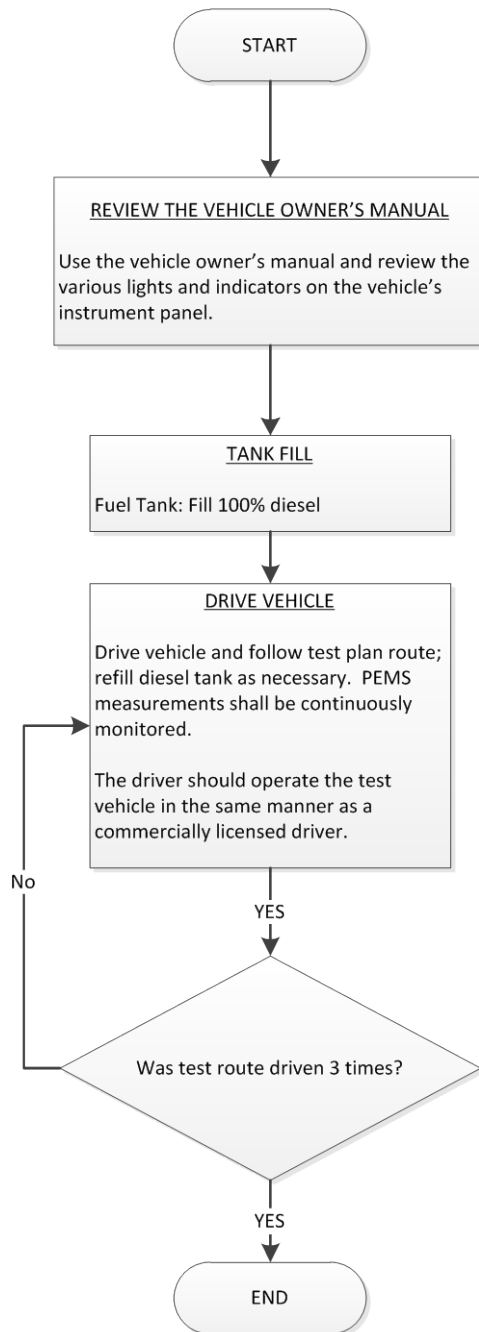 START
REVIEW THE VEHICLE OWNER’S MANUAL
Use the vehicle owner’s manual and review the
various lights and indicators on the vehicle’s
instrument panel.
TANK FILL
Fuel Tank: Fill 100% diesel
DRIVE VEHICLE
Drive vehicle and follow test plan route;
refill diesel tank as necessary.  PEMS
measurements shall be continuously
monitored.
The driver should operate the test
vehicle in the same manner as a
commercially licensed driver.
No
YES
Was test route driven 3 times?
YES
END